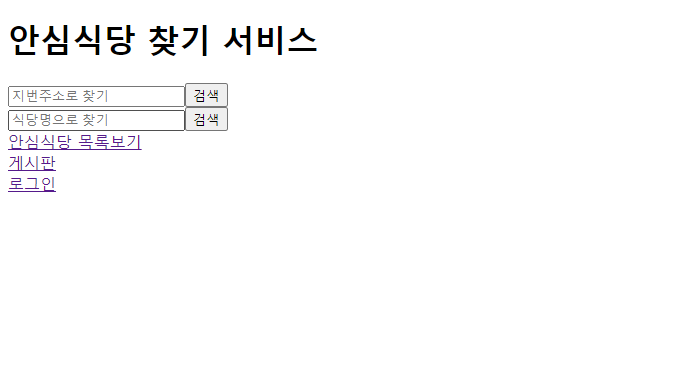 안심식당 찾기 서비스
지번주소로 찾기 검색
식당명으로 찾기 검색
안심식당 목록보기
게시판
로그인